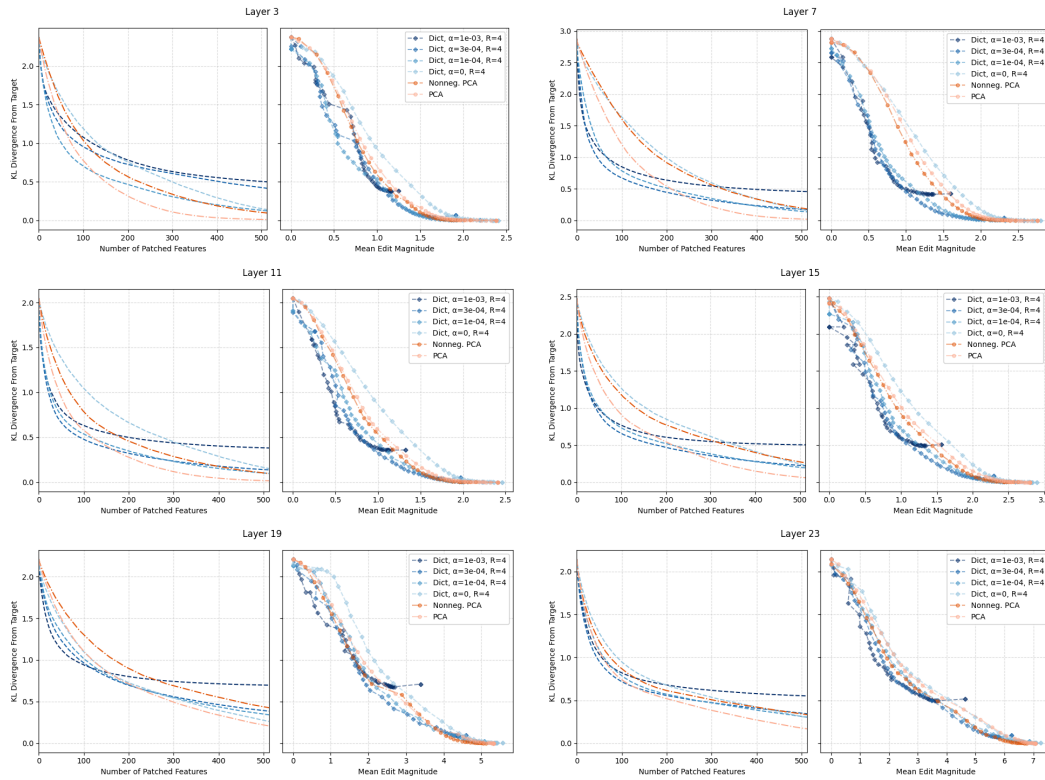 Layer 3
KL Divergence From Target
2.0
1.5
1.0
0.5
0.0
0 100 200 300 400 500
Number of Patched Features
Dict, α=1e-03, R=4
Dict, α=3e-04, R=4
Dict, α=1e-04, R=4
Dict, α=0, R=4
Nonneg. PCA
PCA
0.0 0.5 1.0 1.5 2.0 2.5
Mean Edit Magnitude
Layer 7
KL Divergence From Target
3.0
2.5
2.0
1.5
1.0
0.5
0.0
0 100 200 300 400 500
Number of Patched Features
Dict, α=1e-03, R=4
Dict, α=3e-04, R=4
Dict, α=1e-04, R=4
Dict, α=0, R=4
Nonneg. PCA
PCA
0.0 0.5 1.0 1.5 2.0 2.5
Mean Edit Magnitude
Layer 11
KL Divergence From Target
2.0
1.5
1.0
0.5
0.0
0 100 200 300 400 500
Number of Patched Features
Dict, α=1e-03, R=4
Dict, α=3e-04, R=4
Dict, α=1e-04, R=4
Dict, α=0, R=4
Nonneg. PCA
PCA
0.0 0.5 1.0 1.5 2.0 2.5
Mean Edit Magnitude
Layer 15
KL Divergence From Target
2.5
2.0
1.5
1.0
0.5
0.0
0 100 200 300 400 500
Number of Patched Features
Dict, α=1e-03, R=4
Dict, α=3e-04, R=4
Dict, α=1e-04, R=4
Dict, α=0, R=4
Nonneg. PCA
PCA
0.0 0.5 1.0 1.5 2.0 2.5
Mean Edit Magnitude
Layer 19
KL Divergence From Target
2.0
1.5
1.0
0.5
0.0
0 100 200 300 400 500
Number of Patched Features
Dict, α=1e-03, R=4
Dict, α=3e-04, R=4
Dict, α=1e-04, R=4
Dict, α=0, R=4
Nonneg. PCA
PCA
0 1 2 3 4 5
Mean Edit Magnitude
Layer 23
KL Divergence From Target
2.0
1.5
1.0
0.5
0.0
0 100 200 300 400 500
Number of Patched Features
Dict, α=1e-03, R=4
Dict, α=3e-04, R=4
Dict, α=1e-04, R=4
Dict, α=0, R=4
Nonneg. PCA
PCA
0 1 2 3 4 5 6 7
Mean Edit Magnitude